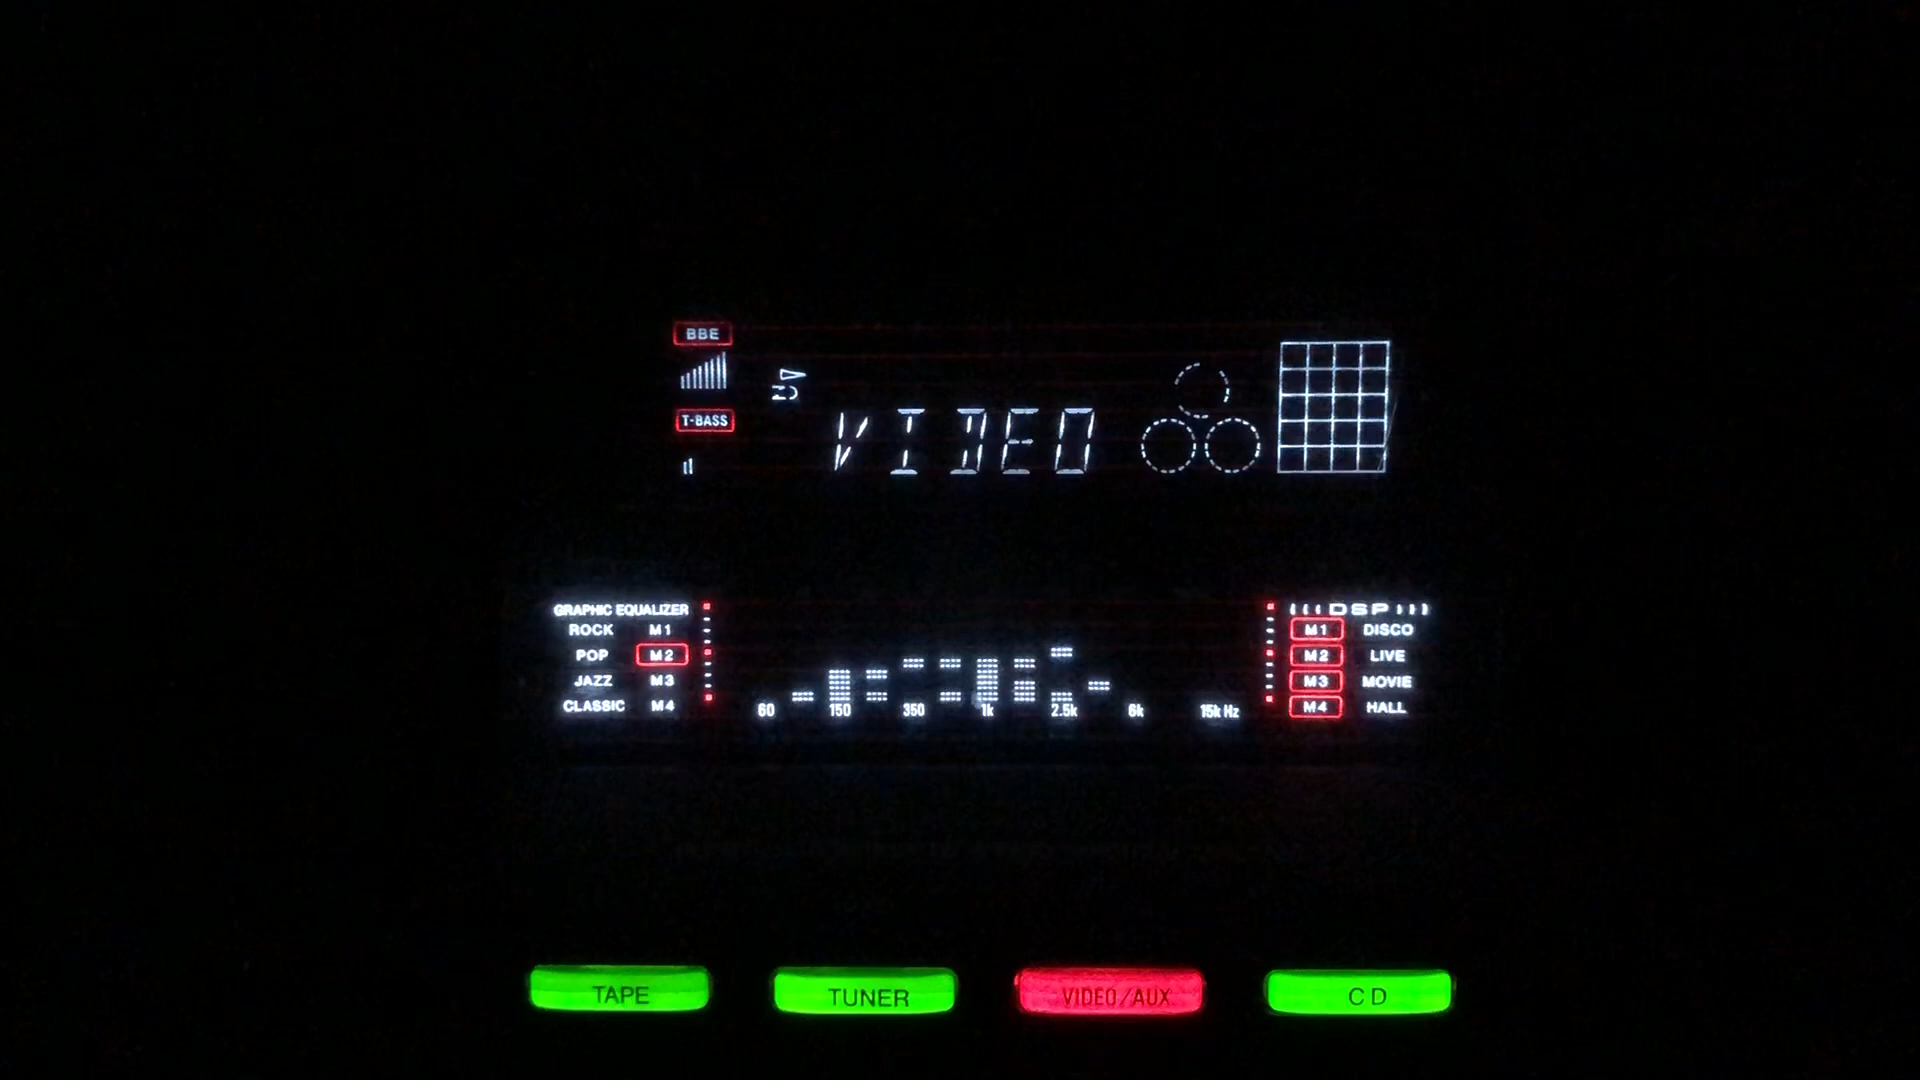 BBE
T-BASS
VIDEO
GRAPHIC EQUALIZER
ROCK M1
POP M2
JAZZ M3
CLASSIC M4
60 150 350 1k 2.5k 6k 15k Hz
DSP
M1 DISCO
M2 LIVE
M3 MOVIE
M4 HALL
TAPE
TUNER
VIDEO/AUX
CD